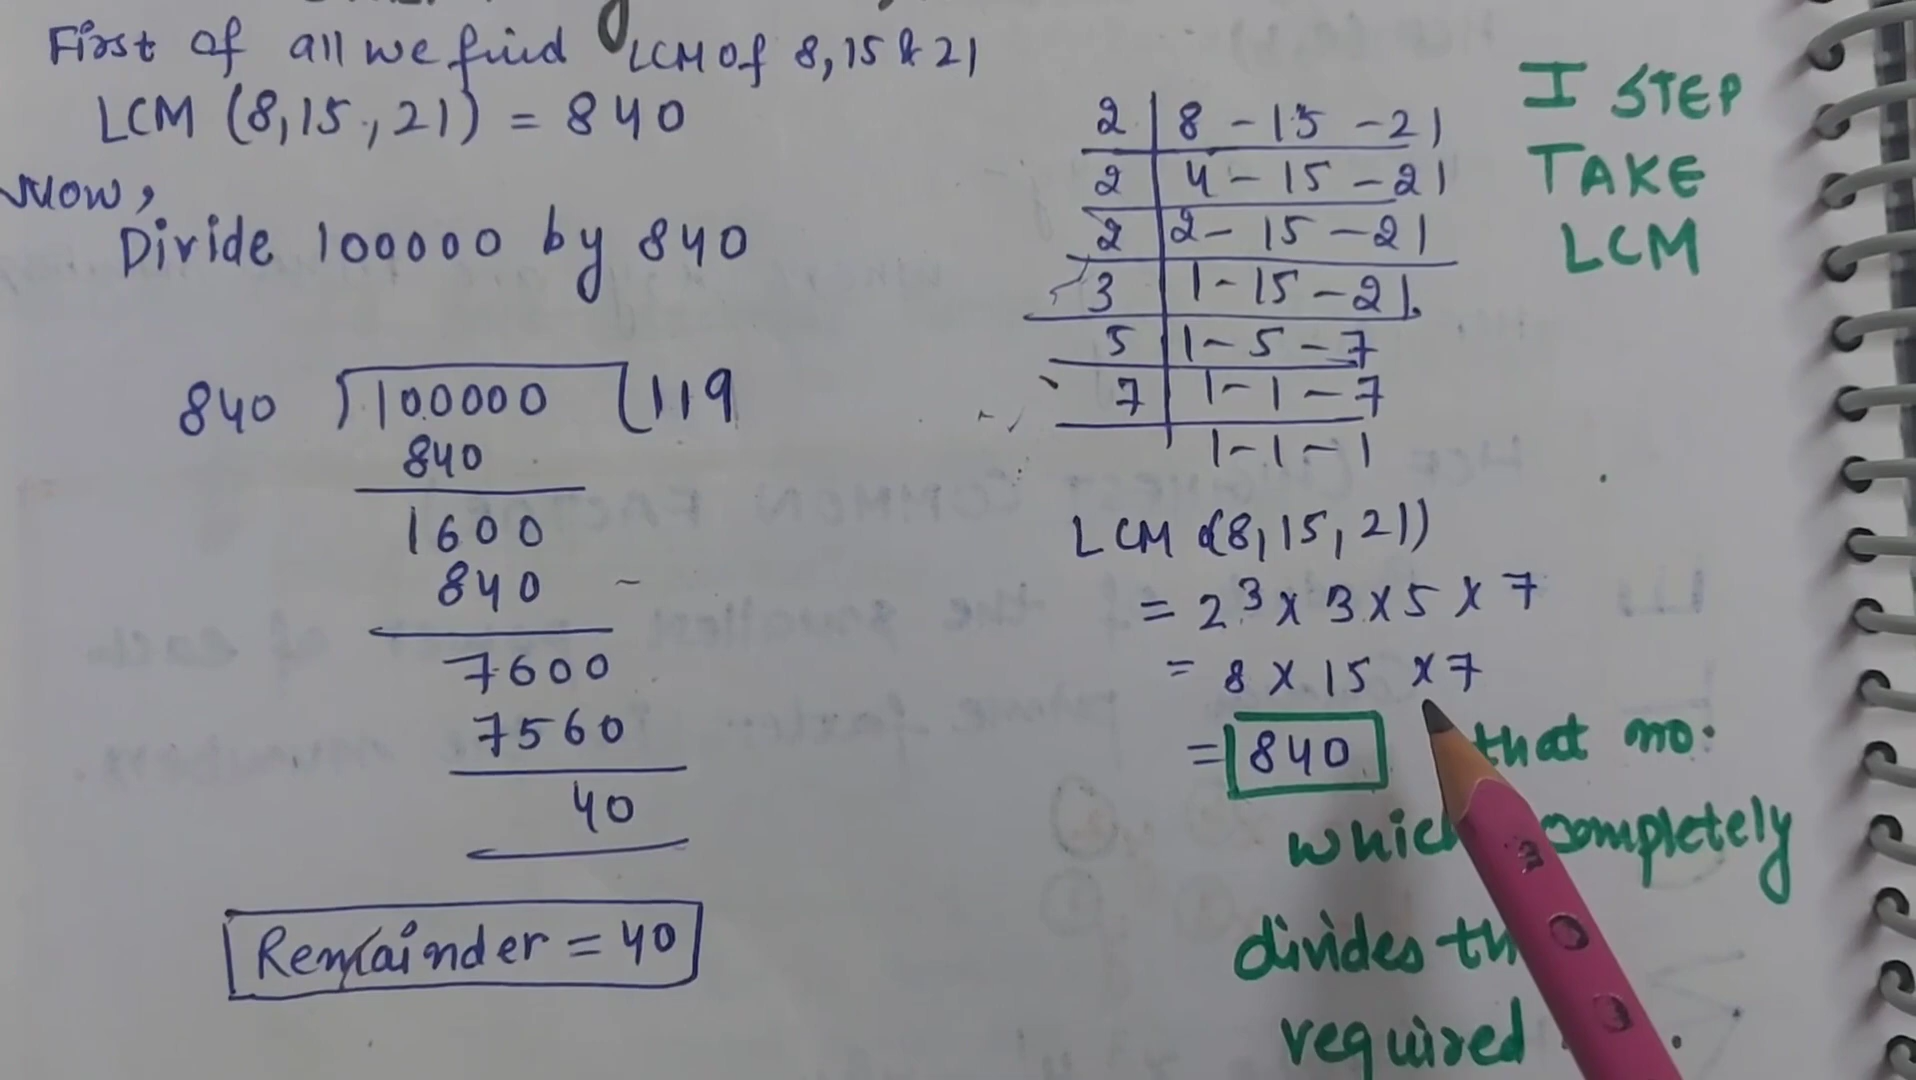 First of all we find LCM of 8, 15 & 21
LCM (8, 15, 21) = 840
Now,
Divide 100000 by 840
840 ) 100000 ( 119
840
1600
840
7600
7560
40
Remainder = 40
2 | 8 - 15 - 21
2 | 4 - 15 - 21
2 | 2 - 15 - 21
3 | 1 - 15 - 21
5 | 1 - 5 - 7
7 | 1 - 1 - 7
1 - 1 - 1
LCM (8, 15, 21)
= 2³ x 3 x 5 x 7
= 8 x 15 x 7
= 840 that no.
which completely
divides
required
I STEP
TAKE
LCM